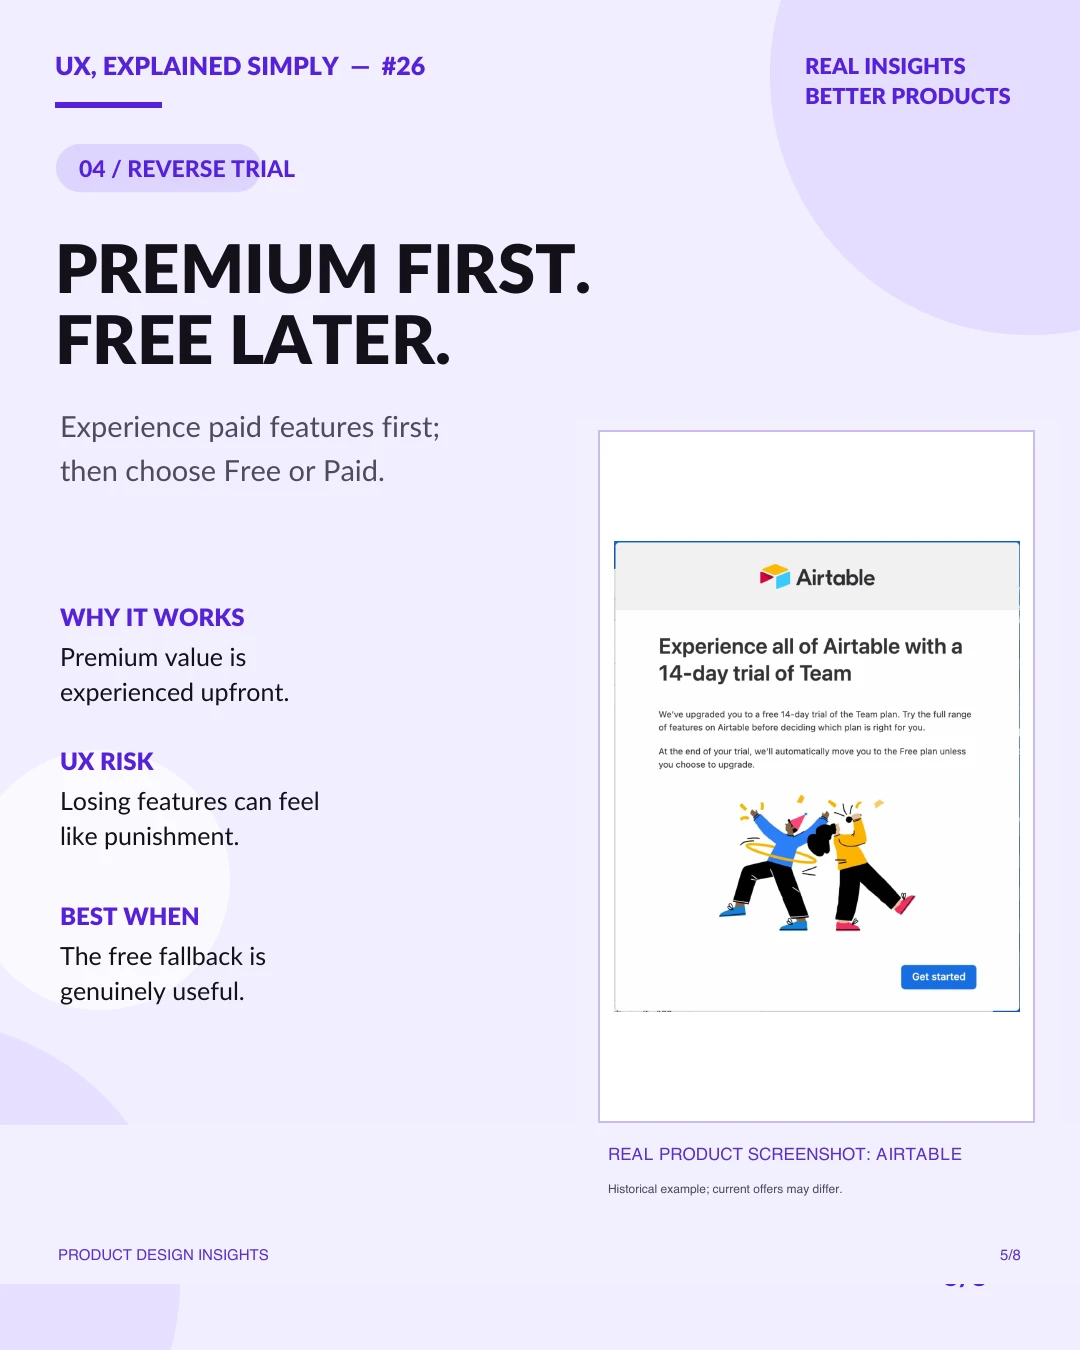 UX, EXPLAINED SIMPLY — #26
REAL INSIGHTS
BETTER PRODUCTS
04 / REVERSE TRIAL
PREMIUM FIRST.
FREE LATER.
Experience paid features first;
then choose Free or Paid.
WHY IT WORKS
Premium value is
experienced upfront.
UX RISK
Losing features can feel
like punishment.
BEST WHEN
The free fallback is
genuinely useful.
Airtable
Experience all of Airtable with a
14-day trial of Team
We've upgraded you to a free 14-day trial of the Team plan. Try the full range
of features on Airtable before deciding which plan is right for you.
At the end of your trial, we'll automatically move you to the Free plan unless
you choose to upgrade.
Get started
REAL PRODUCT SCREENSHOT: AIRTABLE
Historical example; current offers may differ.
PRODUCT DESIGN INSIGHTS
5/8